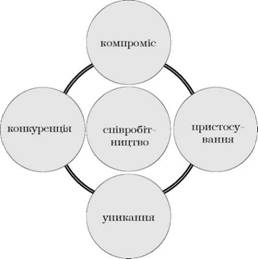 компроміс
конкуренція
співробіт-
ництво
пристосу-
вання
уникання